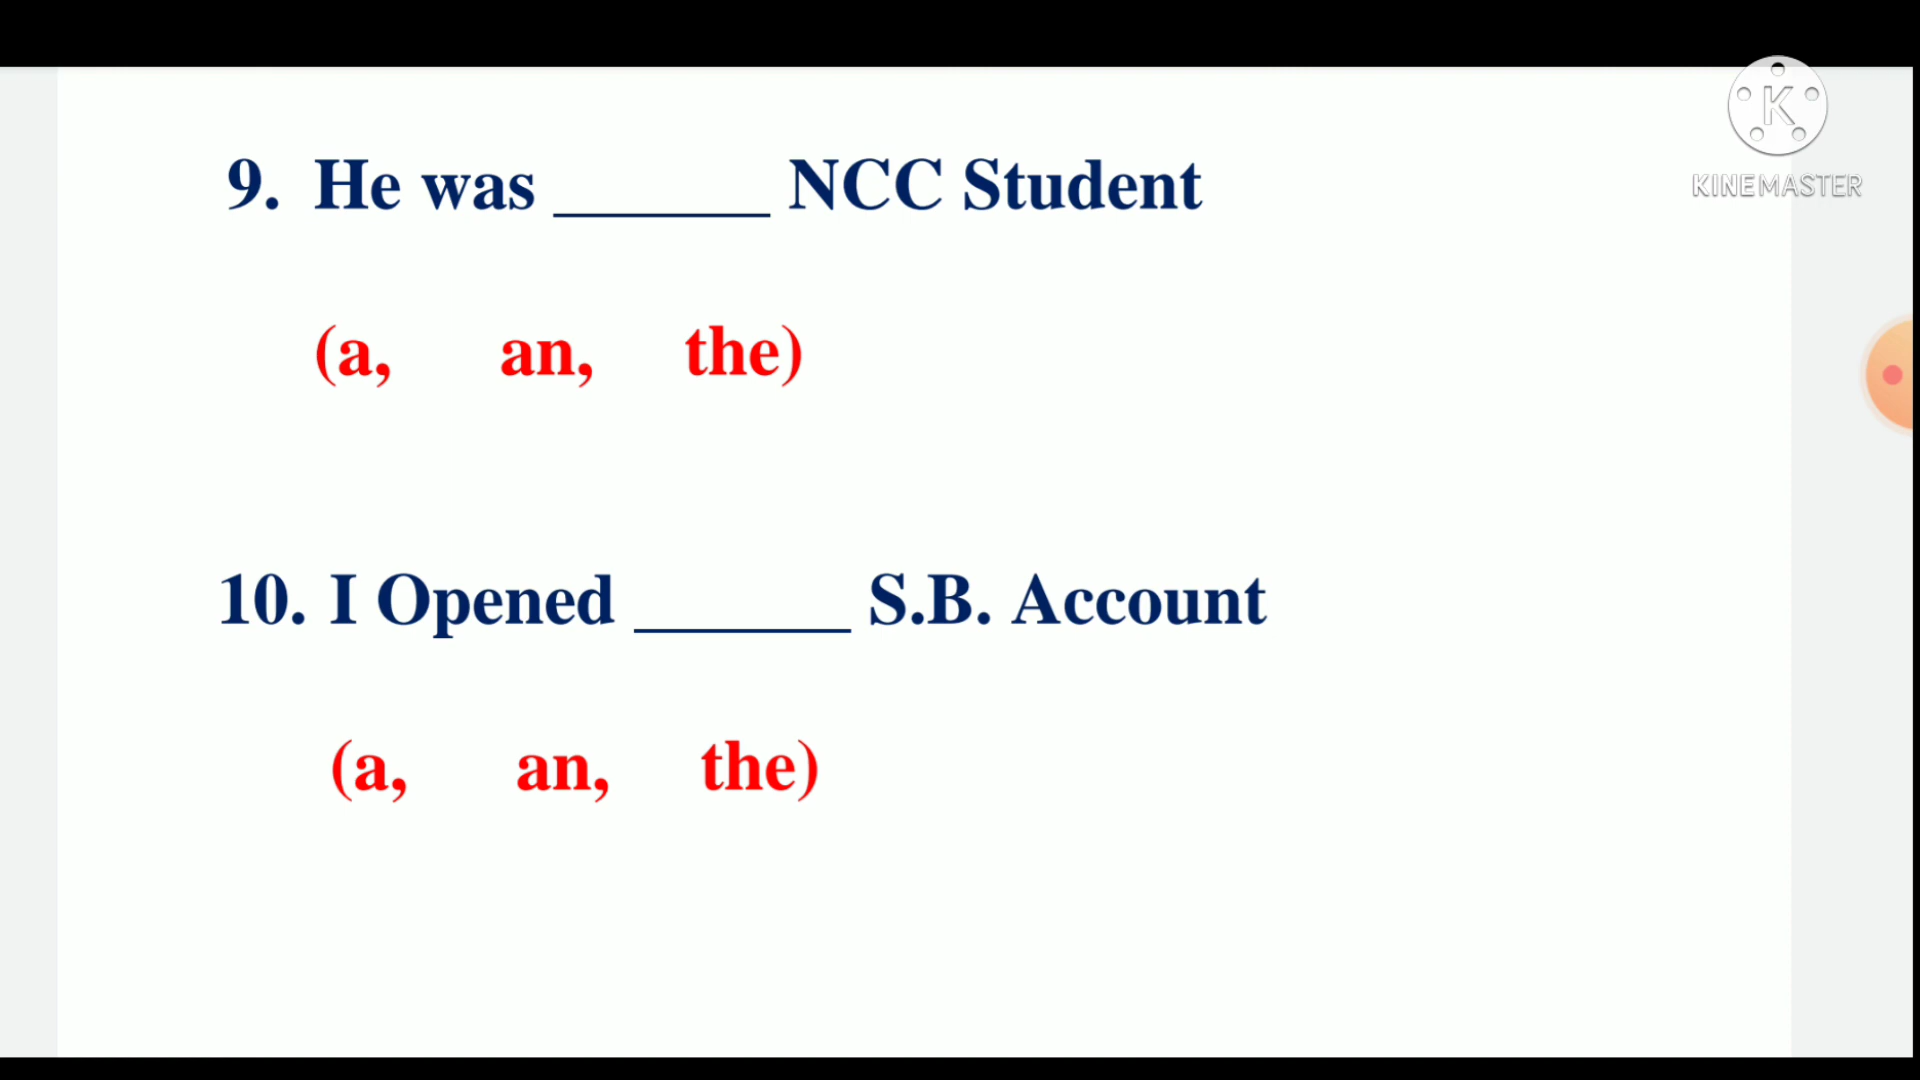 K
KINEMASTER
9. He was ______ NCC Student
(a, an, the)
10. I Opened ______ S.B. Account
(a, an, the)